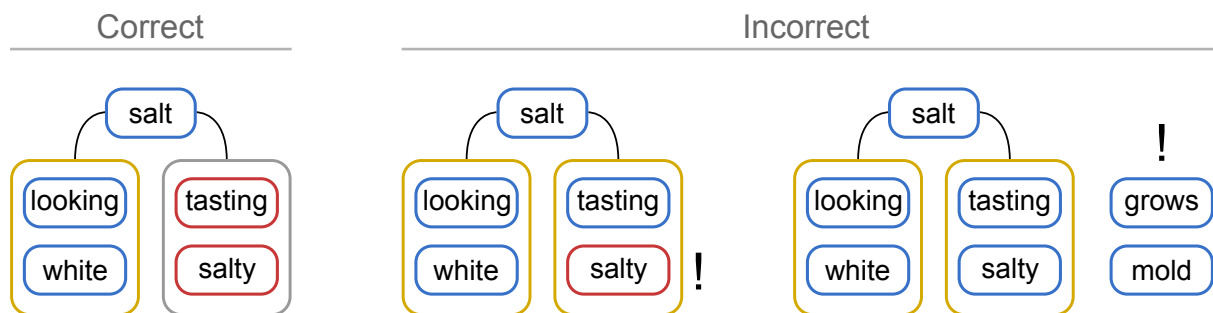 Correct
Incorrect
salt
looking
tasting
white
salty
salt
looking
tasting
white
salty
!
salt
looking
tasting
white
salty
!
grows
mold